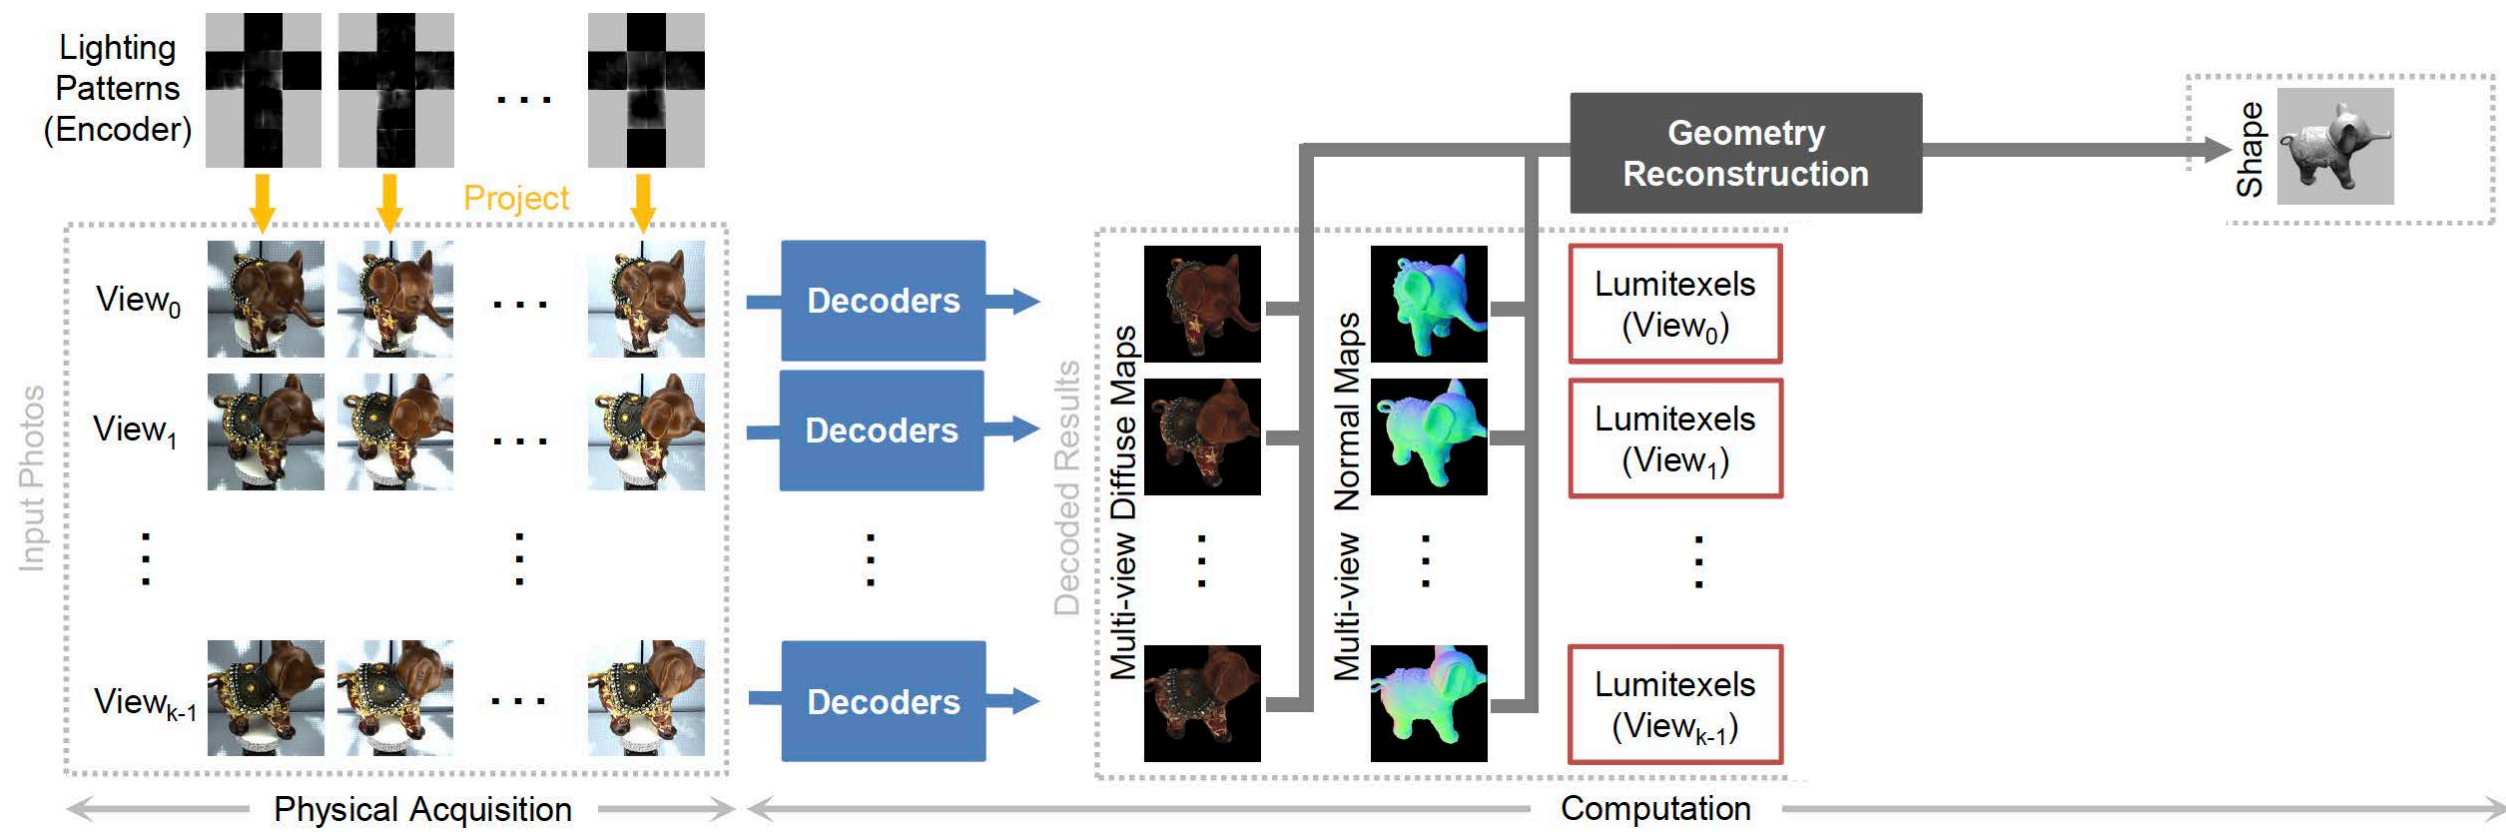 Lighting
Patterns
(Encoder)
. . .
Project
Geometry
Reconstruction
Shape
Input Photos
View0
. . .
Decoders
Decoded Results
Multi-view Diffuse Maps
Multi-view Normal Maps
Lumitexels
(View0)
View1
. . .
Decoders
Lumitexels
(View1)
Viewk-1
. . .
Decoders
Lumitexels
(Viewk-1)
Physical Acquisition
Computation